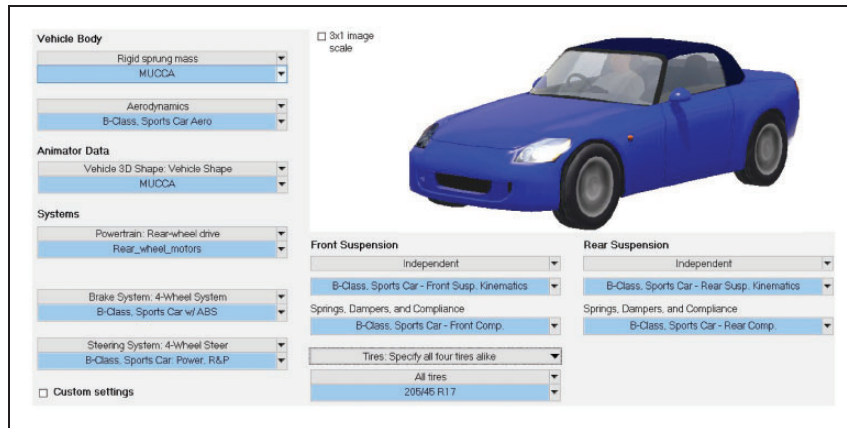 Vehicle Body
Rigid sprung mass
MUCCA
Aerodynamics
B-Class, Sports Car Aero
Animator Data
Vehicle 3D Shape: Vehicle Shape
MUCCA
Systems
Powertrain: Rear-wheel drive
Rear_wheel_motors
Brake System: 4-Wheel System
B-Class, Sports Car w/ ABS
Steering System: 4-Wheel Steer
B-Class, Sports Car: Power, R&P
Custom settings
3x1 image
scale
Front Suspension
Independent
B-Class, Sports Car - Front Susp. Kinematics
Springs, Dampers, and Compliance
B-Class, Sports Car - Front Comp.
Tires: Specify all four tires alike
All tires
205/45 R17
Rear Suspension
Independent
B-Class, Sports Car - Rear Susp. Kinematics
Springs, Dampers, and Compliance
B-Class, Sports Car - Rear Comp.